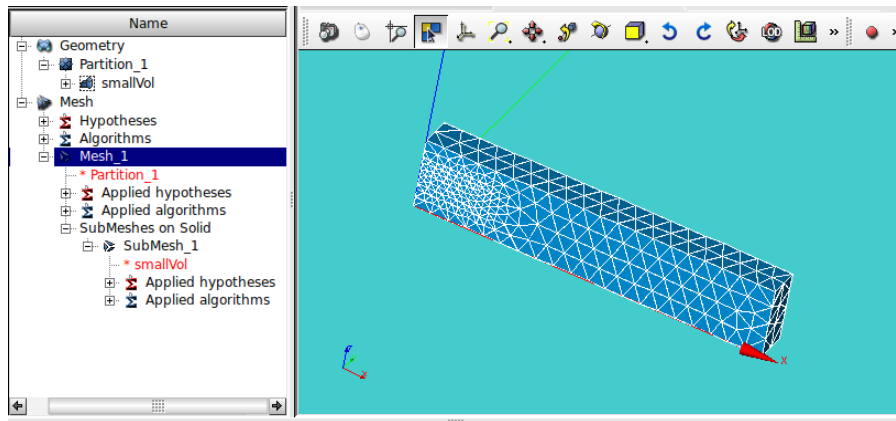 Name
Geometry
Partition_1
smallVol
Mesh
Hypotheses
Algorithms
Mesh_1
* Partition_1
Applied hypotheses
Applied algorithms
SubMeshes on Solid
SubMesh_1
* smallVol
Applied hypotheses
Applied algorithms
LOD
»
»
X
x